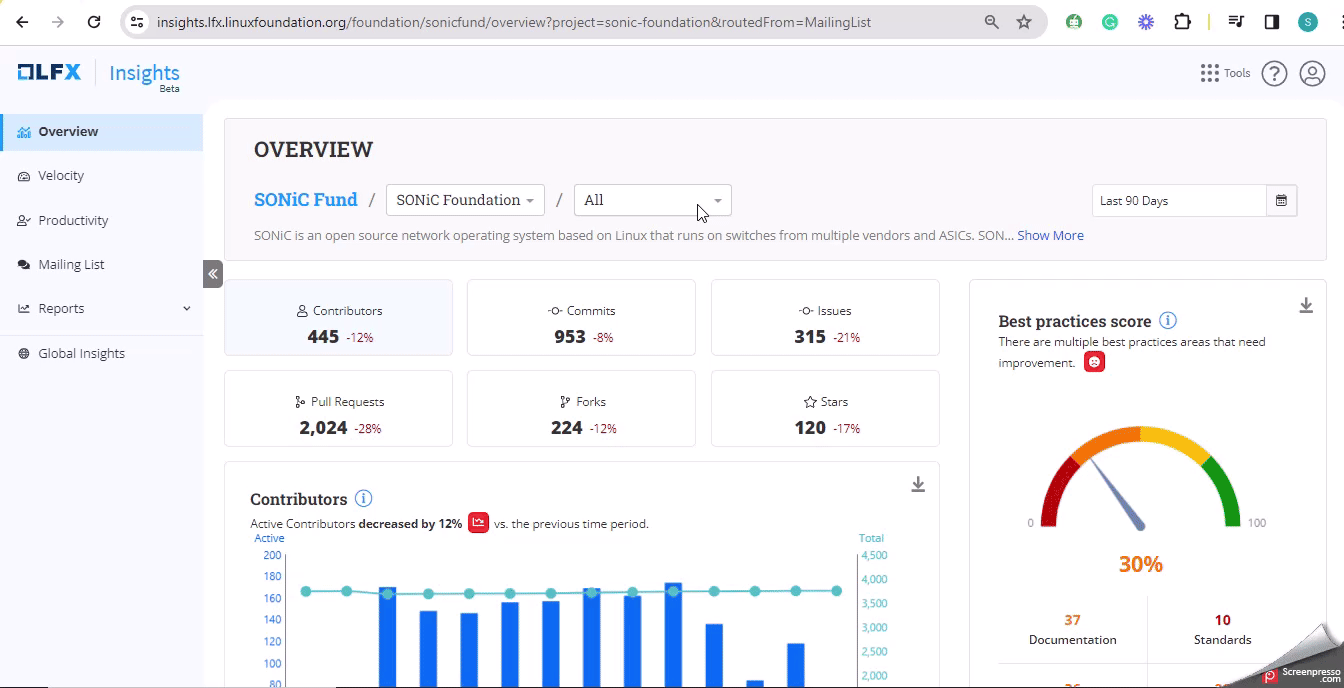 insights.lfx.linuxfoundation.org/foundation/sonicfund/overview?project=sonic-foundation&routedFrom=MailingList
S
LFX Insights
Beta
Tools
?
Overview
Velocity
Productivity
Mailing List
Reports
Global Insights
OVERVIEW
SONiC Fund / SONiC Foundation / All
Last 90 Days
SONiC is an open source network operating system based on Linux that runs on switches from multiple vendors and ASICs. SON... Show More
Contributors
445 -12%
Commits
953 -8%
Issues
315 -21%
Pull Requests
2,024 -28%
Forks
224 -12%
Stars
120 -17%
Best practices score i
There are multiple best practices areas that need
improvement.
0
100
30%
37
Documentation
10
Standards
Contributors i
Active Contributors decreased by 12% vs. the previous time period.
Active
Total
200
180
160
140
120
100
80
4,500
4,000
3,500
3,000
2,500
2,000
Screenpresso
.com